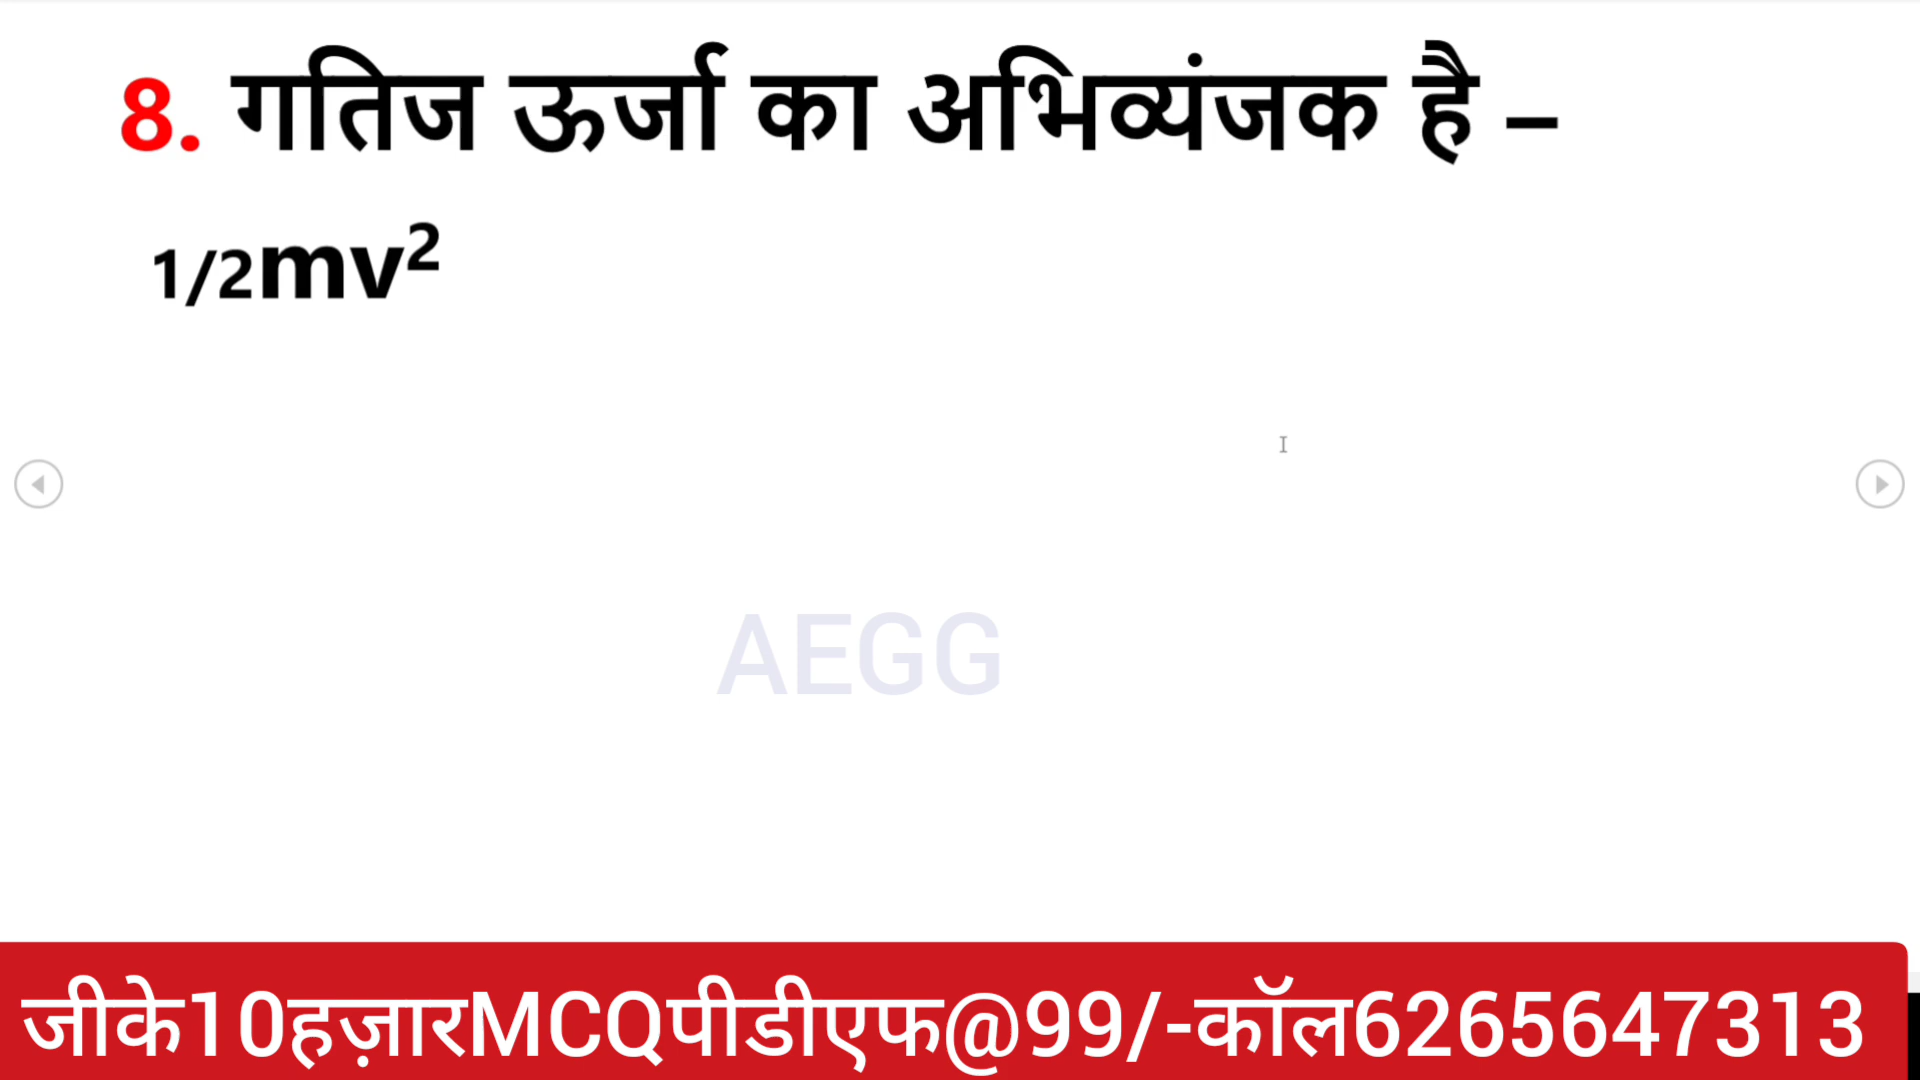 8. गतिज ऊर्जा का अभिव्यंजक है –
1/2mv²
AEGG
जीके10हज़ारMCQपीडीएफ@99/-कॉल6265647313